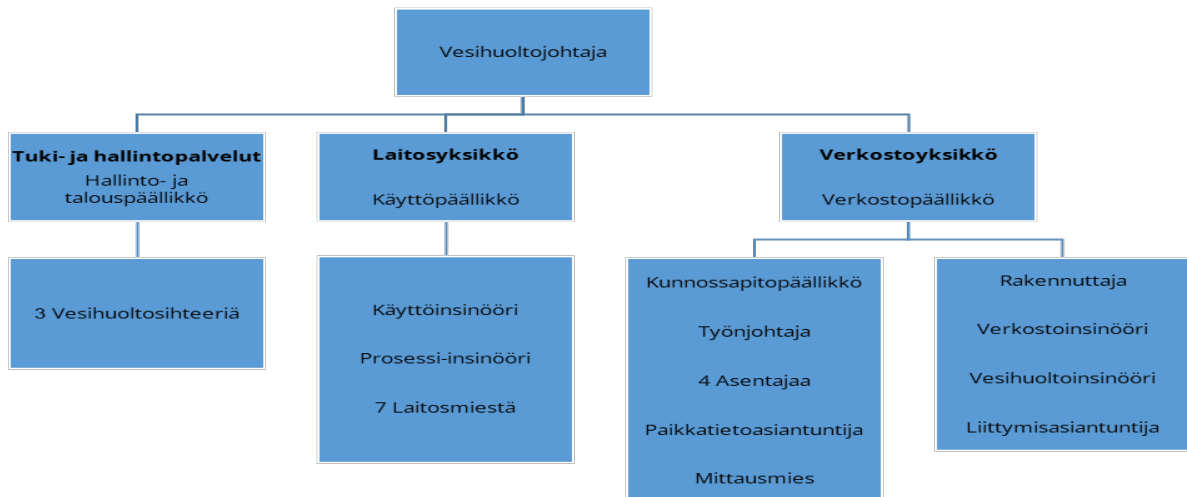 Vesihuoltojohtaja
Tuki- ja hallintopalvelut
Hallinto- ja
talouspäällikkö
Laitosyksikkö
Käyttöpäällikkö
Verkostoyksikkö
Verkostopäällikkö
3 Vesihuoltosihteeriä
Käyttöinsinööri
Prosessi-insinööri
7 Laitosmiestä
Kunnossapitopäällikkö
Työnjohtaja
4 Asentajaa
Paikkatietoasiantuntija
Mittausmies
Rakennuttaja
Verkostoinsinööri
Vesihuoltoinsinööri
Liittymisasiantuntija